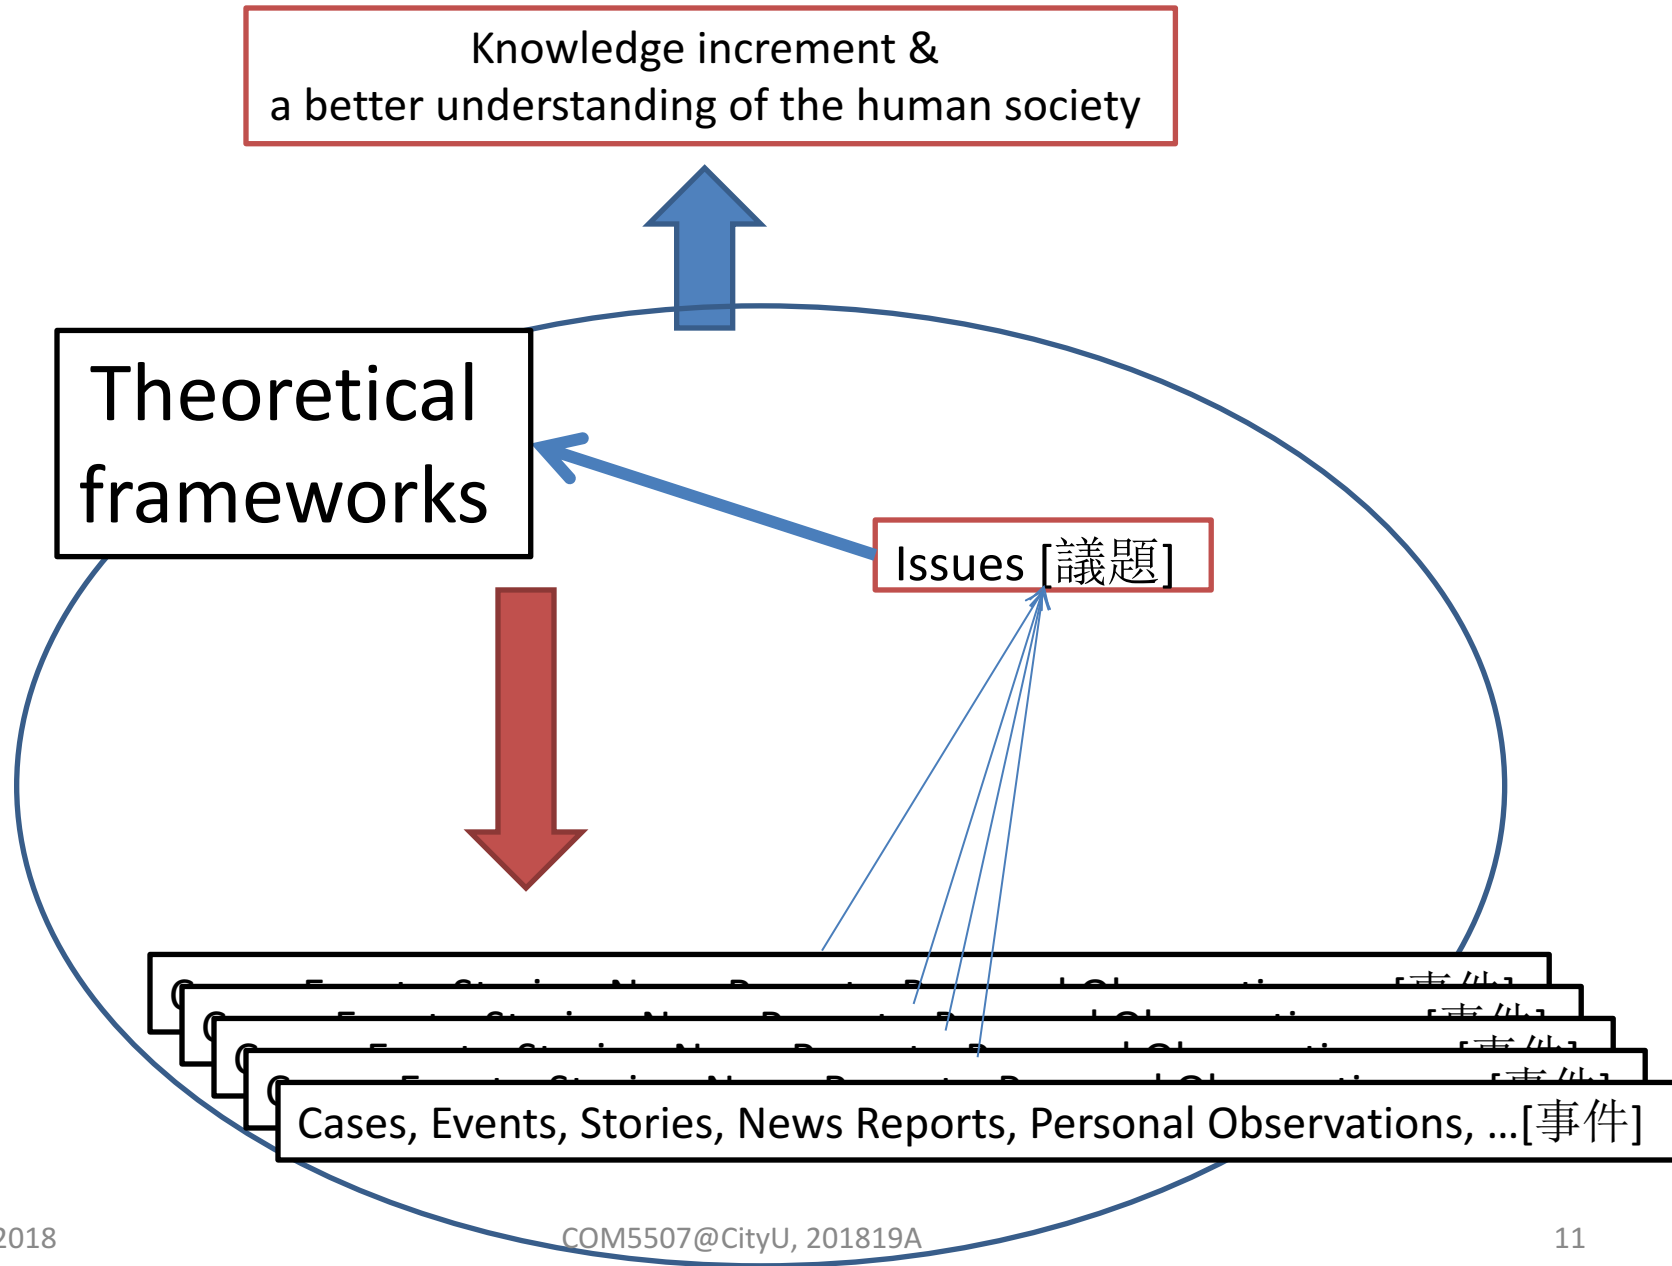 Knowledge increment &
a better understanding of the human society
Theoretical
frameworks
Issues [議題]
Cases, Events, Stories, News Reports, Personal Observations, …[事件]
2018
COM5507@CityU, 201819A
11